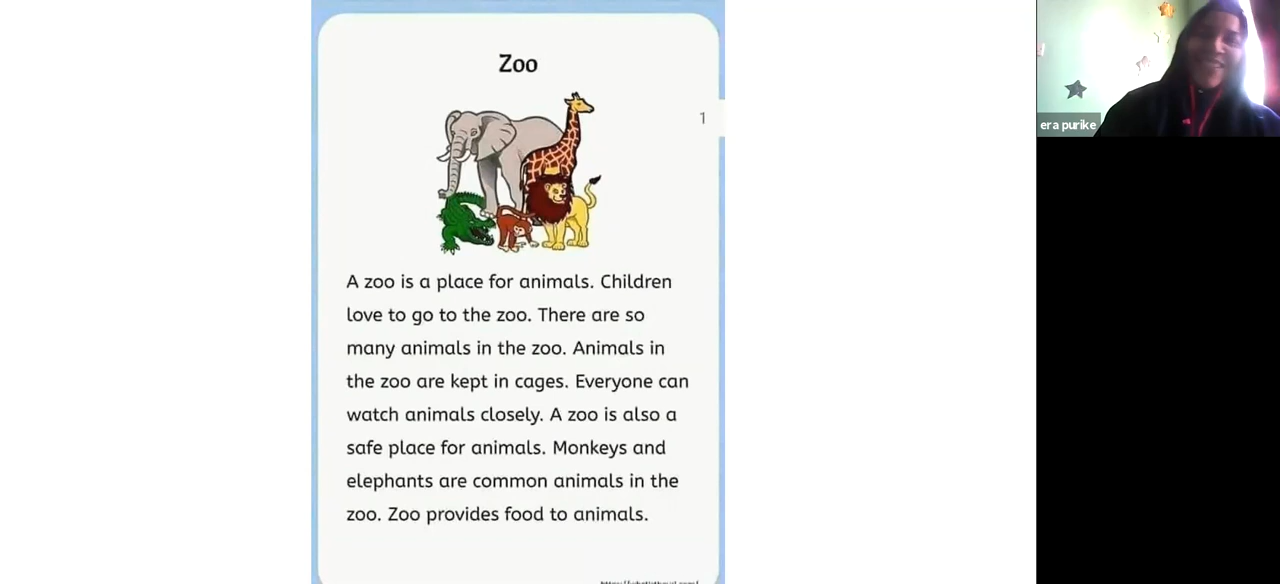 Zoo
1
A zoo is a place for animals. Children
love to go to the zoo. There are so
many animals in the zoo. Animals in
the zoo are kept in cages. Everyone can
watch animals closely. A zoo is also a
safe place for animals. Monkeys and
elephants are common animals in the
zoo. Zoo provides food to animals.
era purike